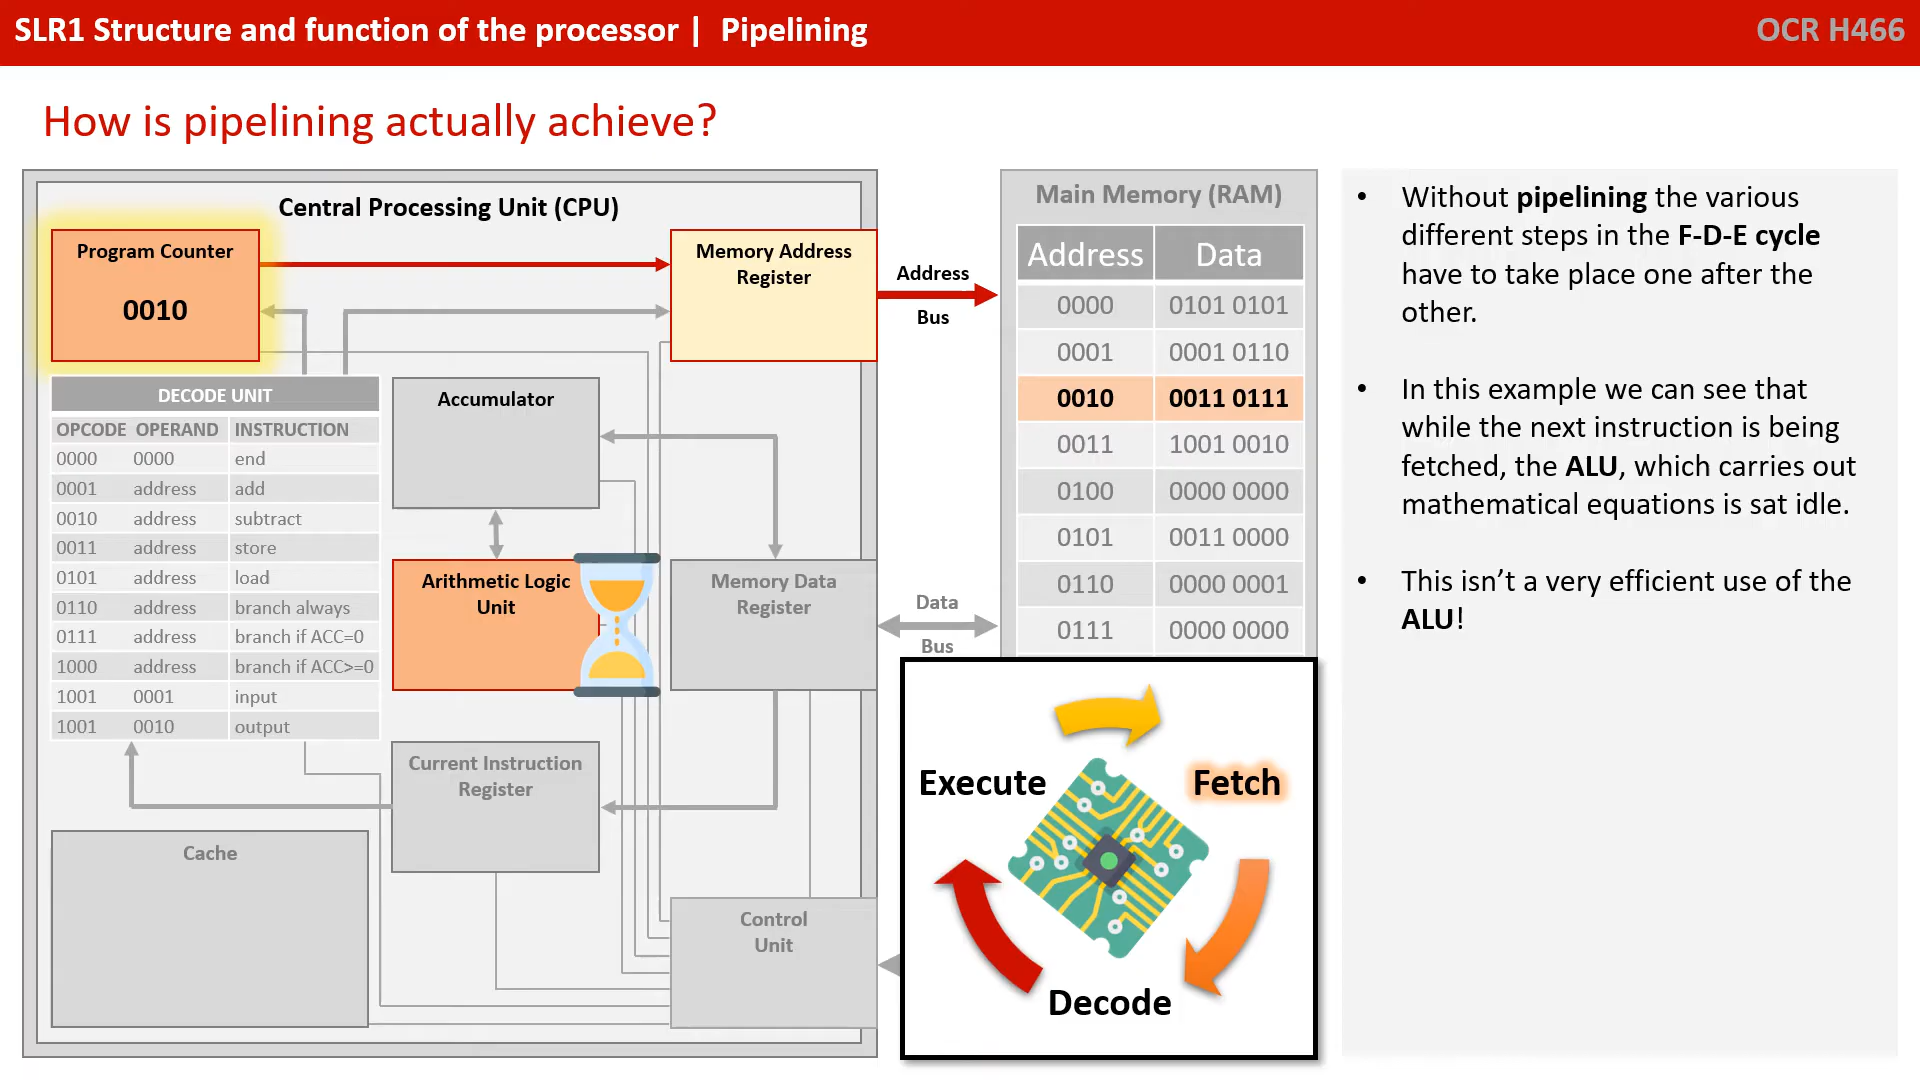 SLR1 Structure and function of the processor | Pipelining
OCR H466
How is pipelining actually achieve?
Central Processing Unit (CPU)
Program Counter
0010
Memory Address
Register
Address
Bus
DECODE UNIT
OPCODE OPERAND INSTRUCTION
0000 0000 end
0001 address add
0010 address subtract
0011 address store
0101 address load
0110 address branch always
0111 address branch if ACC=0
1000 address branch if ACC>=0
1001 0001 input
1001 0010 output
Accumulator
Arithmetic Logic
Unit
Memory Data
Register
Data
Bus
Current Instruction
Register
Cache
Control
Unit
Main Memory (RAM)
Address Data
0000 0101 0101
0001 0001 0110
0010 0011 0111
0011 1001 0010
0100 0000 0000
0101 0011 0000
0110 0000 0001
0111 0000 0000
Execute
Fetch
Decode
• Without pipelining the various
different steps in the F-D-E cycle
have to take place one after the
other.
• In this example we can see that
while the next instruction is being
fetched, the ALU, which carries out
mathematical equations is sat idle.
• This isn’t a very efficient use of the
ALU!